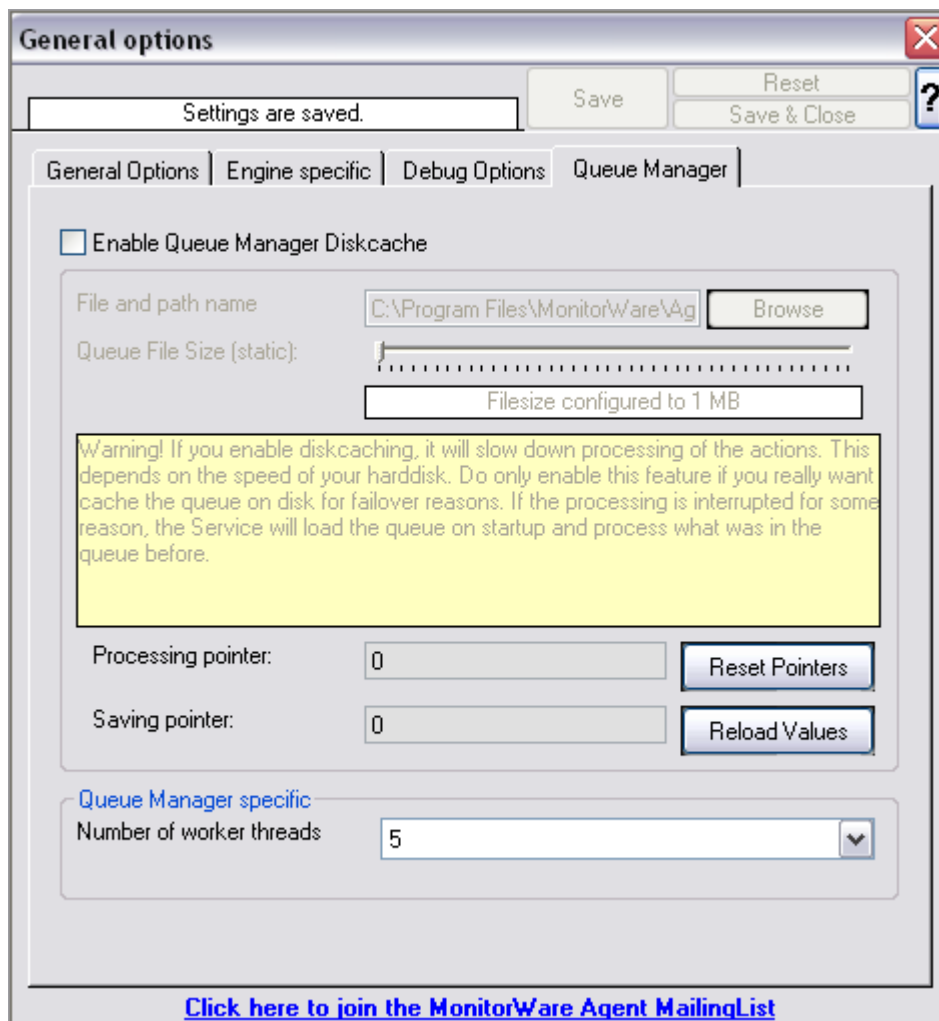 General options
Settings are saved.
Save
Reset
Save & Close
?
General Options
Engine specific
Debug Options
Queue Manager
Enable Queue Manager Diskcache
File and path name
C:\Program Files\MonitorWare\Ag
Browse
Queue File Size (static):
Filesize configured to 1 MB
Warning! If you enable diskcaching, it will slow down processing of the actions. This
depends on the speed of your harddisk. Do only enable this feature if you really want
cache the queue on disk for failover reasons. If the processing is interrupted for some
reason, the Service will load the queue on startup and process what was in the
queue before.
Processing pointer:
0
Reset Pointers
Saving pointer:
0
Reload Values
Queue Manager specific
Number of worker threads
5
Click here to join the MonitorWare Agent MailingList